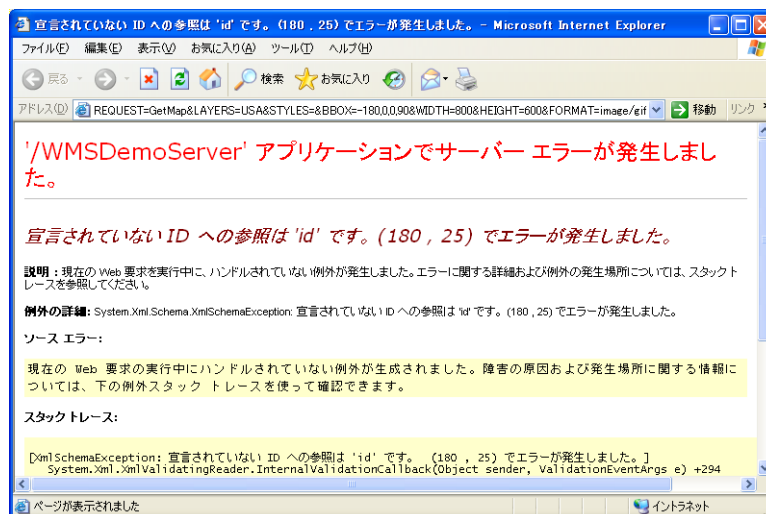 宣言されていない ID への参照は 'id' です。(180 , 25) でエラーが発生しました。 - Microsoft Internet Explorer
ファイル(F) 編集(E) 表示(V) お気に入り(A) ツール(T) ヘルプ(H)
戻る 検索 お気に入り
アドレス(D) REQUEST=GetMap&LAYERS=USA&STYLES=&BBOX=-180,0,0,90&WIDTH=800&HEIGHT=600&FORMAT=image/gif 移動 リンク
'/WMSDemoServer' アプリケーションでサーバー エラーが発生しまし
た。
宣言されていない ID への参照は 'id' です。(180 , 25) でエラーが発生しました。
説明 : 現在の Web 要求を実行中に、ハンドルされていない例外が発生しました。エラーに関する詳細および例外の発生場所については、スタック ト
レースを参照してください。
例外の詳細: System.Xml.Schema.XmlSchemaException: 宣言されていない ID への参照は 'id' です。(180 , 25) でエラーが発生しました。
ソース エラー:
現在の Web 要求の実行中にハンドルされていない例外が生成されました。障害の原因および発生場所に関する情報に
ついては、下の例外スタック トレースを使って確認できます。
スタック トレース:
[XmlSchemaException: 宣言されていない ID への参照は 'id' です。 (180 , 25) でエラーが発生しました。]
System.Xml.XmlValidatingReader.InternalValidationCallback(Object sender, ValidationEventArgs e) +294
ページが表示されました イントラネット